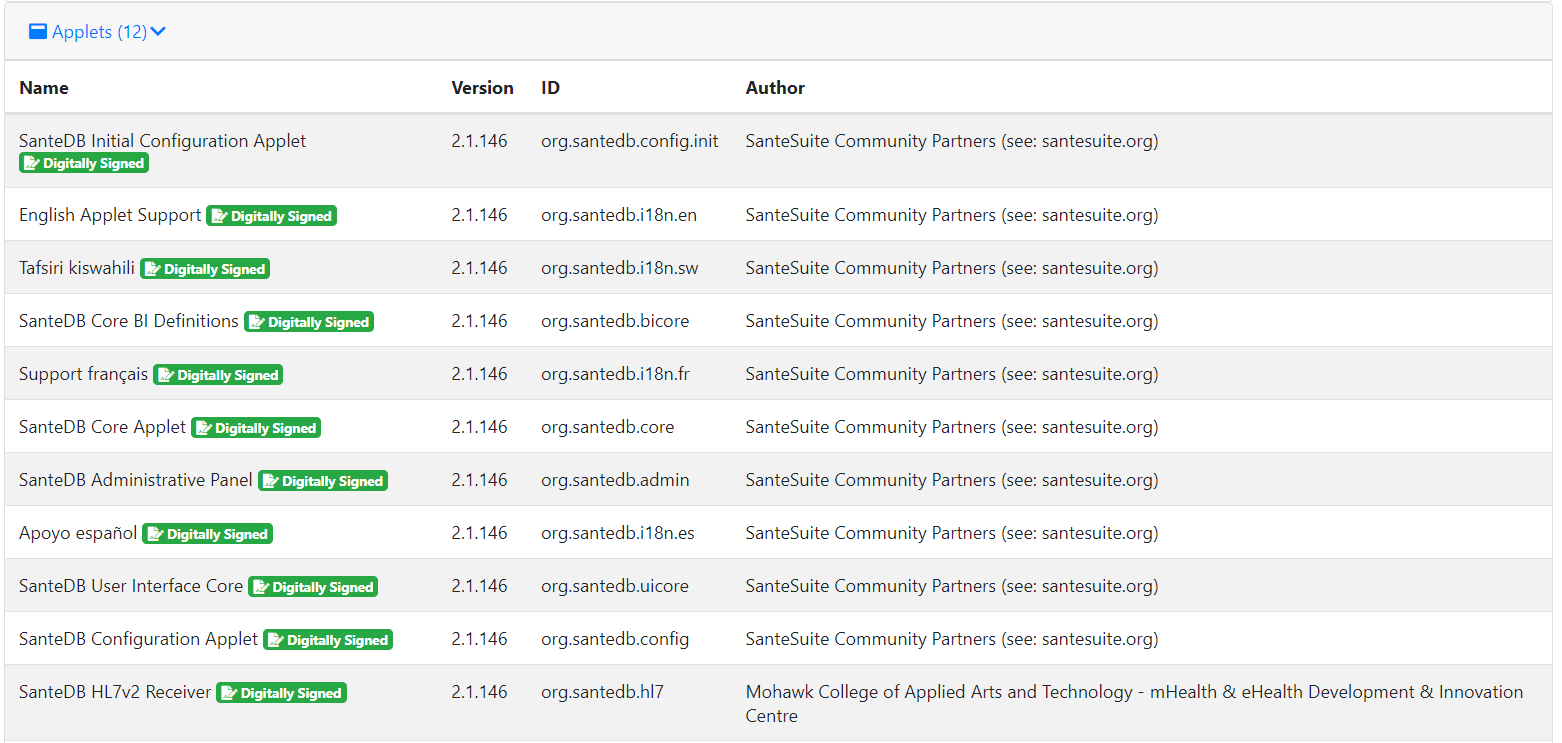 Applets (12)
Name Version ID Author
SanteDB Initial Configuration Applet 2.1.146 org.santedb.config.init SanteSuite Community Partners (see: santesuite.org)
Digitally Signed
English Applet Support Digitally Signed 2.1.146 org.santedb.i18n.en SanteSuite Community Partners (see: santesuite.org)
Tafsiri kiswahili Digitally Signed 2.1.146 org.santedb.i18n.sw SanteSuite Community Partners (see: santesuite.org)
SanteDB Core BI Definitions Digitally Signed 2.1.146 org.santedb.bicore SanteSuite Community Partners (see: santesuite.org)
Support français Digitally Signed 2.1.146 org.santedb.i18n.fr SanteSuite Community Partners (see: santesuite.org)
SanteDB Core Applet Digitally Signed 2.1.146 org.santedb.core SanteSuite Community Partners (see: santesuite.org)
SanteDB Administrative Panel Digitally Signed 2.1.146 org.santedb.admin SanteSuite Community Partners (see: santesuite.org)
Apoyo español Digitally Signed 2.1.146 org.santedb.i18n.es SanteSuite Community Partners (see: santesuite.org)
SanteDB User Interface Core Digitally Signed 2.1.146 org.santedb.uicore SanteSuite Community Partners (see: santesuite.org)
SanteDB Configuration Applet Digitally Signed 2.1.146 org.santedb.config SanteSuite Community Partners (see: santesuite.org)
SanteDB HL7v2 Receiver Digitally Signed 2.1.146 org.santedb.hl7 Mohawk College of Applied Arts and Technology - mHealth & eHealth Development & Innovation
Centre